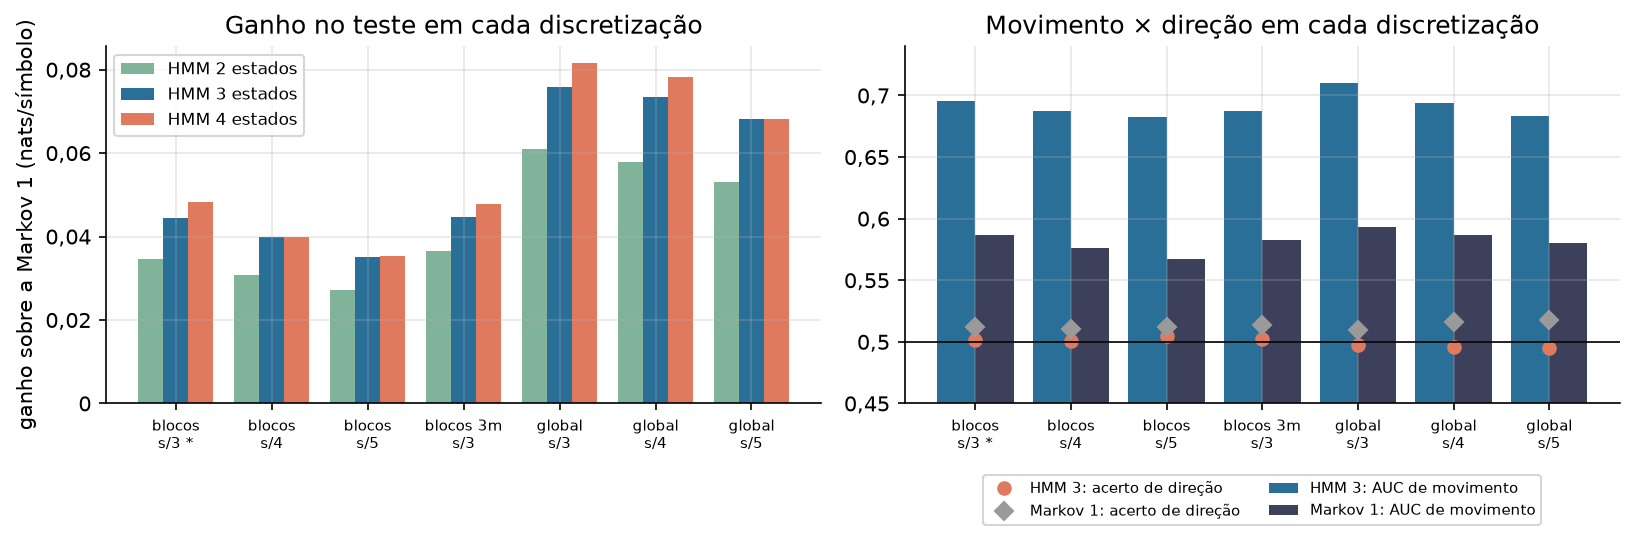 Ganho no teste em cada discretização
ganho sobre a Markov 1 (nats/símbolo)
0,08
0,06
0,04
0,02
0
HMM 2 estados
HMM 3 estados
HMM 4 estados
blocos
s/3 *
blocos
s/4
blocos
s/5
blocos 3m
s/3
global
s/3
global
s/4
global
s/5
Movimento × direção em cada discretização
0,7
0,65
0,6
0,55
0,5
0,45
blocos
s/3 *
blocos
s/4
blocos
s/5
blocos 3m
s/3
global
s/3
global
s/4
global
s/5
HMM 3: acerto de direção
Markov 1: acerto de direção
HMM 3: AUC de movimento
Markov 1: AUC de movimento